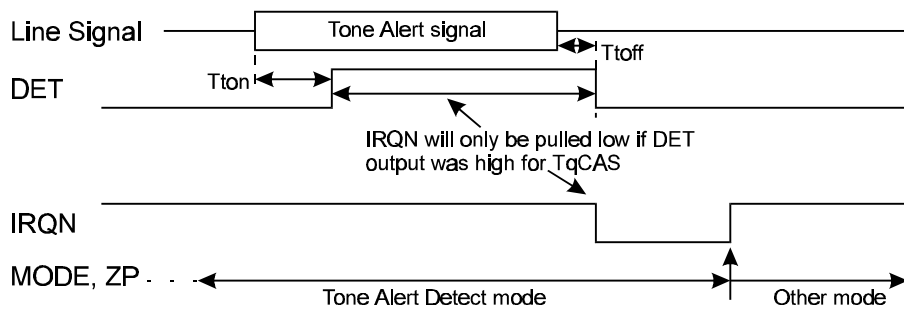 Line Signal
Tone Alert signal
Ttoff
Tton
DET
IRQN will only be pulled low if DET
output was high for TqCAS
IRQN
MODE, ZP
Tone Alert Detect mode
Other mode